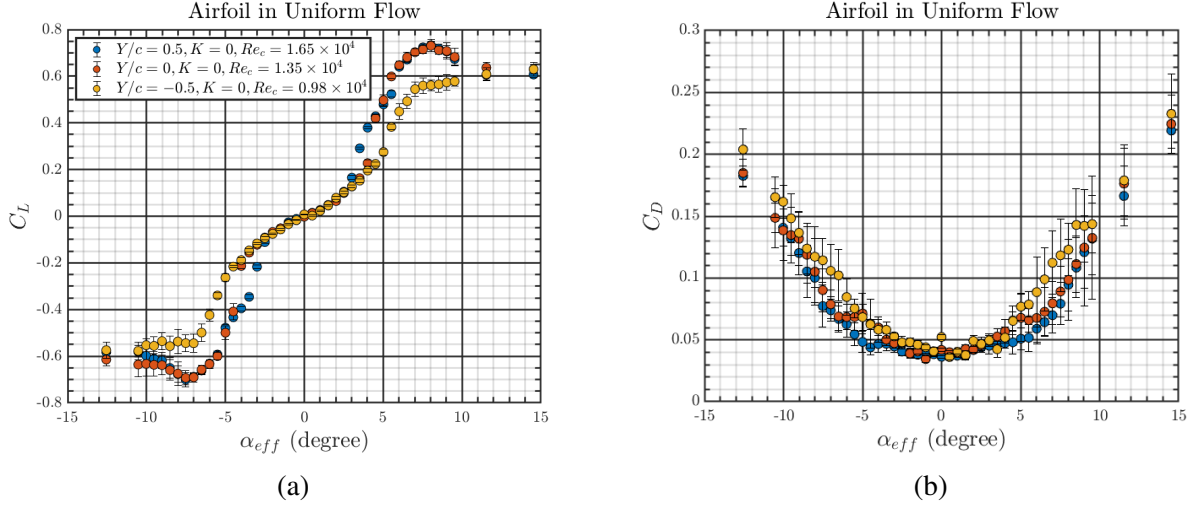 Airfoil in Uniform Flow
Y/c = 0.5, K = 0, Re_c = 1.65 × 10^4
Y/c = 0, K = 0, Re_c = 1.35 × 10^4
Y/c = −0.5, K = 0, Re_c = 0.98 × 10^4
0.8
0.6
0.4
0.2
0
-0.2
-0.4
-0.6
-0.8
C_L
-15 -10 -5 0 5 10 15
α_eff (degree)
(a)
Airfoil in Uniform Flow
0.3
0.25
0.2
0.15
0.1
0.05
0
C_D
-15 -10 -5 0 5 10 15
α_eff (degree)
(b)